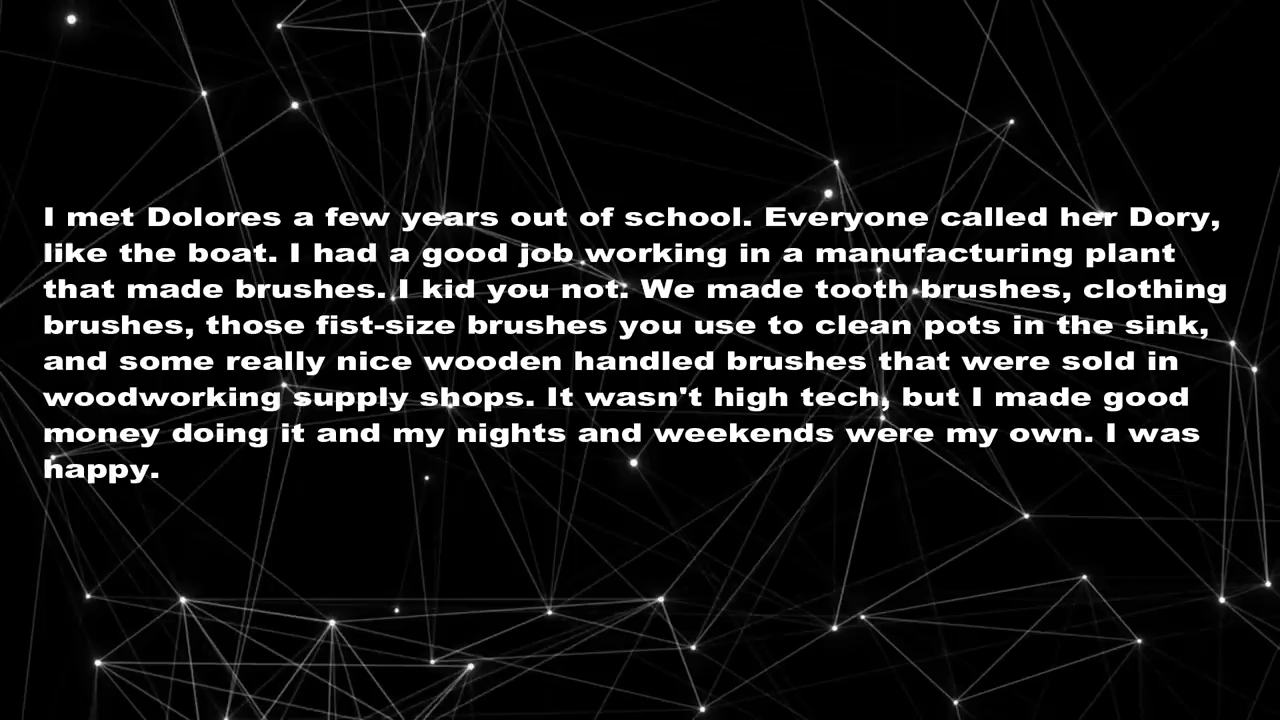 I met Dolores a few years out of school. Everyone called her Dory,
like the boat. I had a good job working in a manufacturing plant
that made brushes. I kid you not. We made tooth brushes, clothing
brushes, those fist-size brushes you use to clean pots in the sink,
and some really nice wooden handled brushes that were sold in
woodworking supply shops. It wasn't high tech, but I made good
money doing it and my nights and weekends were my own. I was
happy.